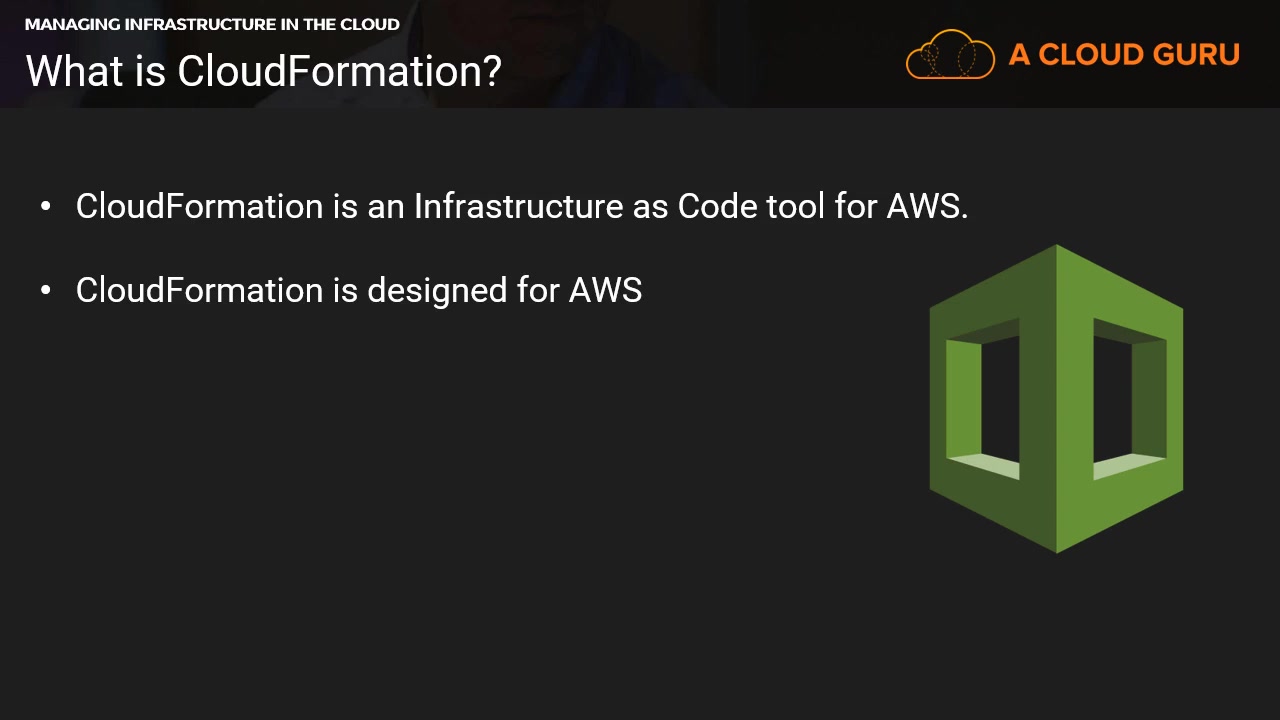 MANAGING INFRASTRUCTURE IN THE CLOUD
What is CloudFormation?
A CLOUD GURU
• CloudFormation is an Infrastructure as Code tool for AWS.
• CloudFormation is designed for AWS